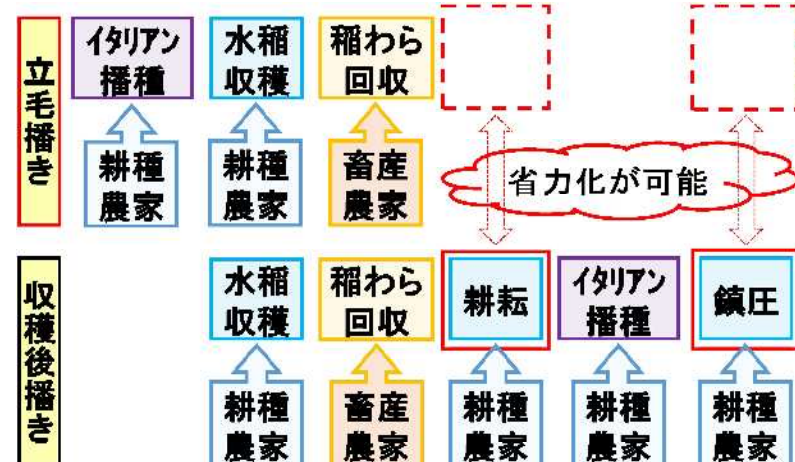 立毛播き
イタリアン
播種
水稲
収穫
稲わら
回収
耕種
農家
耕種
農家
畜産
農家
省力化が可能
収穫後播き
水稲
収穫
稲わら
回収
耕耘
イタリアン
播種
鎮圧
耕種
農家
畜産
農家
耕種
農家
耕種
農家
耕種
農家